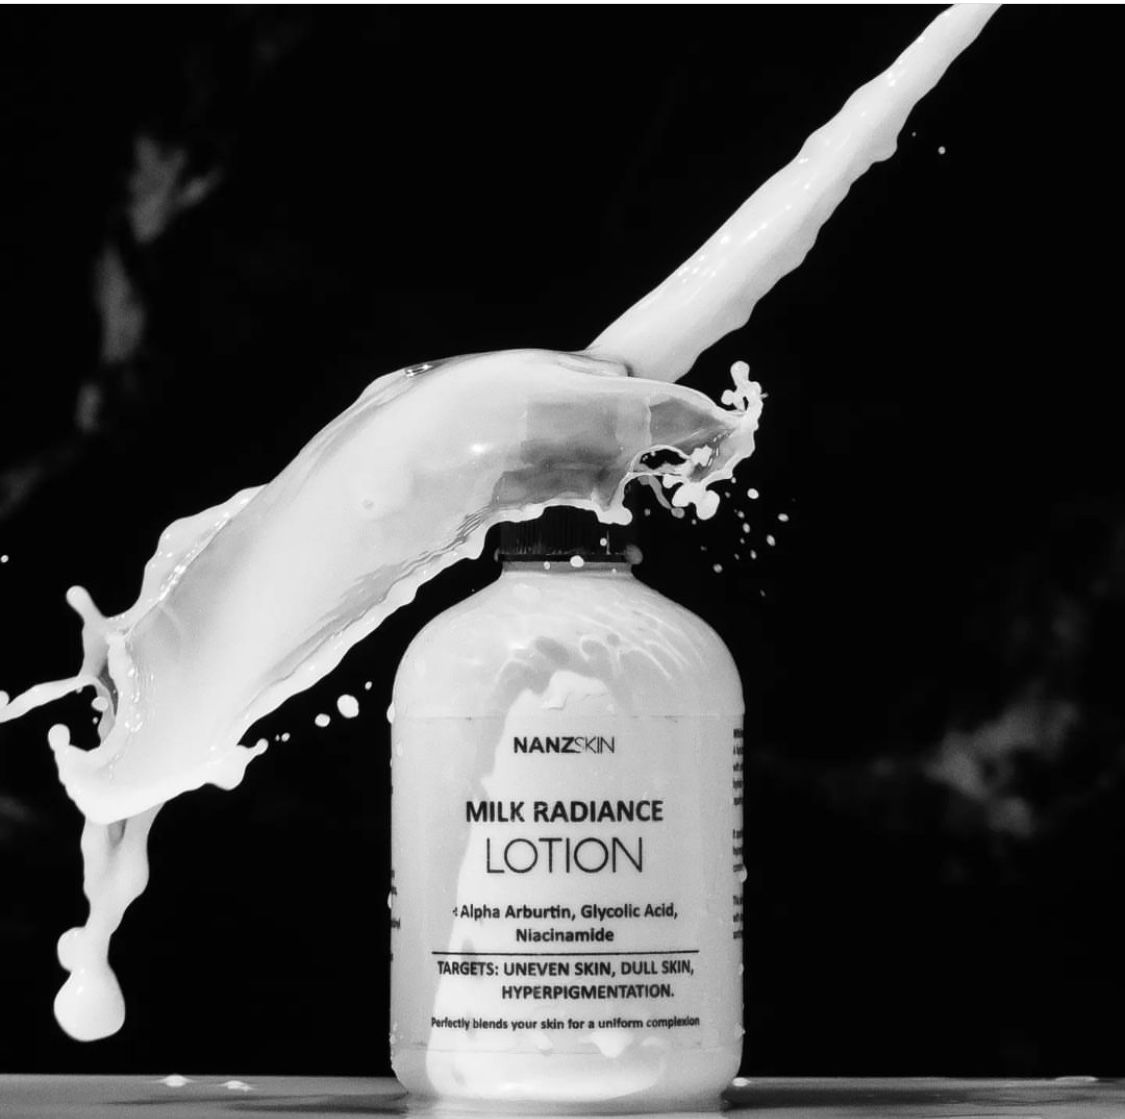 NANZSKIN
MILK RADIANCE
LOTION
Alpha Arburtin, Glycolic Acid,
Niacinamide
TARGETS: UNEVEN SKIN, DULL SKIN,
HYPERPIGMENTATION.
Perfectly blends your skin for a uniform complexion